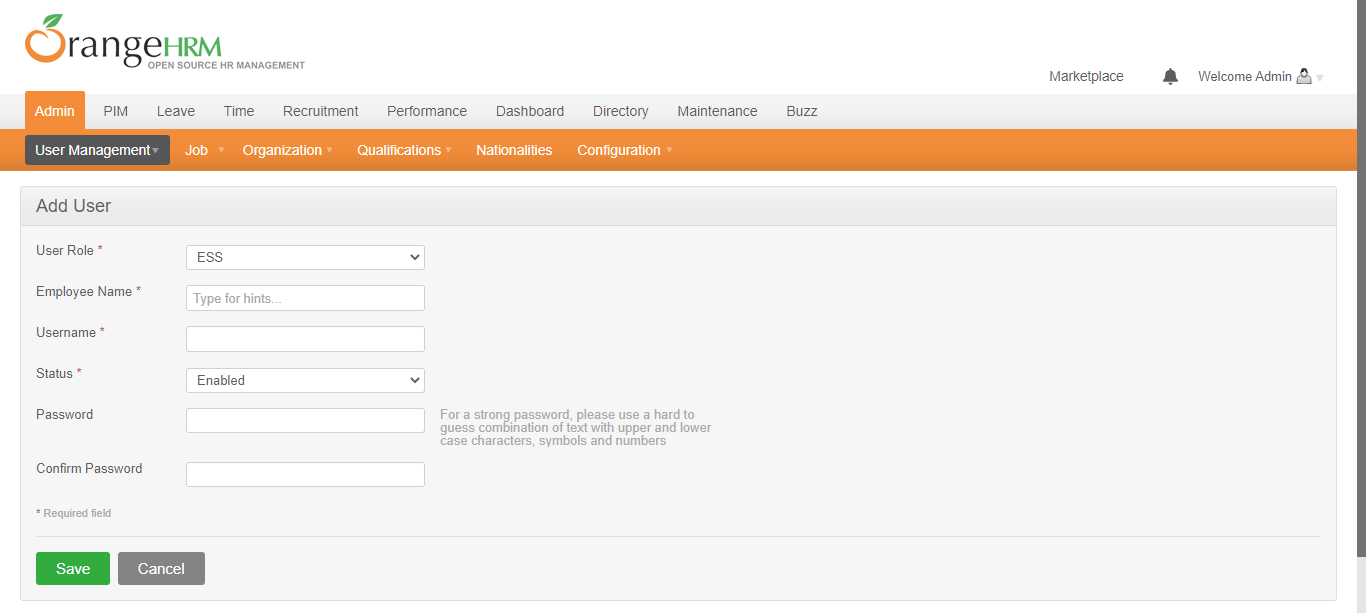 OrangeHRM
OPEN SOURCE HR MANAGEMENT
Marketplace Welcome Admin
Admin PIM Leave Time Recruitment Performance Dashboard Directory Maintenance Buzz
User Management Job Organization Qualifications Nationalities Configuration
Add User
User Role * ESS
Employee Name * Type for hints...
Username *
Status * Enabled
Password For a strong password, please use a hard to
guess combination of text with upper and lower
case characters, symbols and numbers
Confirm Password
* Required field
Save Cancel